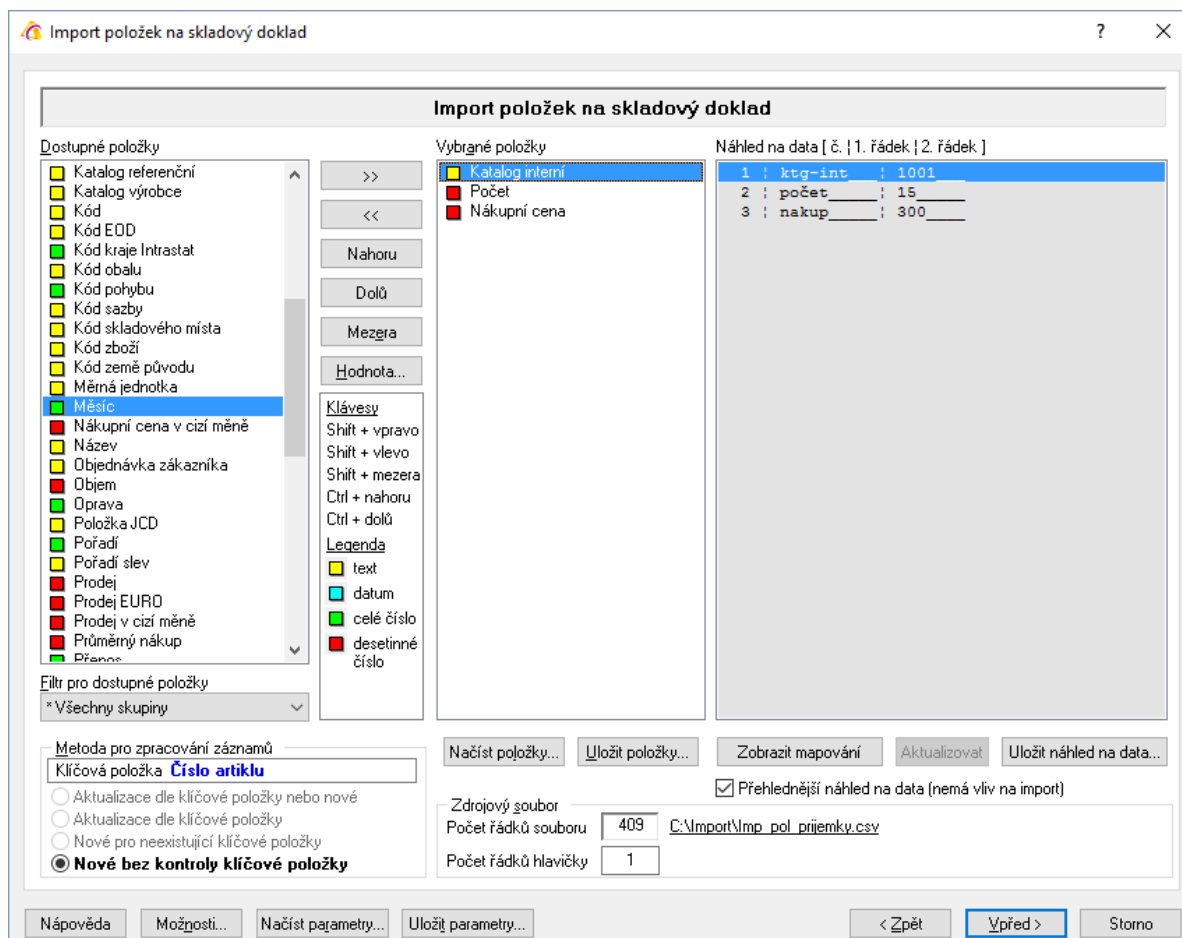 Import položek na skladový doklad
?
Import položek na skladový doklad
Dostupné položky
Katalog referenční
Katalog výrobce
Kód
Kód EOD
Kód kraje Intrastat
Kód obalu
Kód pohybu
Kód sazby
Kód skladového místa
Kód zboží
Kód země původu
Měrná jednotka
Měsíc
Nákupní cena v cizí měně
Název
Objednávka zákazníka
Objem
Oprava
Položka JCD
Pořadí
Pořadí slev
Prodej
Prodej EURO
Prodej v cizí měně
Průměrný nákup
Přenos
Filtr pro dostupné položky
* Všechny skupiny
>>
<<
Nahoru
Dolů
Mezera
Hodnota...
Klávesy
Shift + vpravo
Shift + vlevo
Shift + mezera
Ctrl + nahoru
Ctrl + dolů
Legenda
text
datum
celé číslo
desetinné
číslo
Vybrané položky
Katalog interní
Počet
Nákupní cena
Náhled na data [ č. ¦ 1. řádek ¦ 2. řádek ]
1 ¦ ktg-int___¦ 1001___
2 ¦ počet_____¦ 15_____
3 ¦ nakup_____¦ 300____
Načíst položky...
Uložit položky...
Zobrazit mapování
Aktualizovat
Uložit náhled na data...
Přehlednější náhled na data (nemá vliv na import)
Metoda pro zpracování záznamů
Klíčová položka Číslo artiklu
Aktualizace dle klíčové položky nebo nové
Aktualizace dle klíčové položky
Nové pro neexistující klíčové položky
Nové bez kontroly klíčové položky
Zdrojový soubor
Počet řádků souboru 409 C:\Import\Imp_pol_prijemky.csv
Počet řádků hlavičky 1
Nápověda
Možnosti...
Načíst parametry...
Uložit parametry...
< Zpět
Vpřed >
Storno